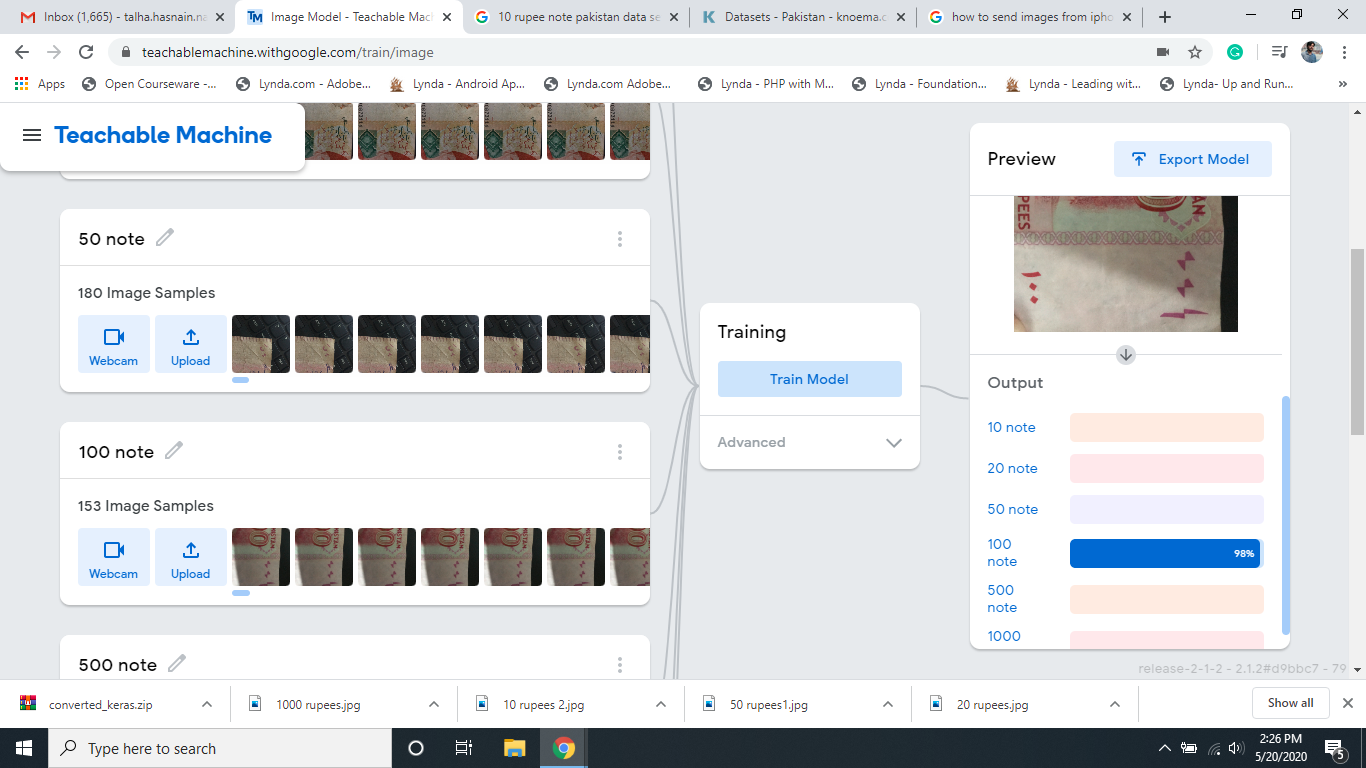 Inbox (1,665) - talha.hasnain.na
Image Model - Teachable Mach
10 rupee note pakistan data se
Datasets - Pakistan - knoema.c
how to send images from ipho
teachablemachine.withgoogle.com/train/image
Apps
Open Courseware -...
Lynda.com - Adobe...
Lynda - Android Ap...
Lynda.com Adobe...
Lynda - PHP with M...
Lynda - Foundation...
Lynda - Leading wit...
Lynda- Up and Run...
Teachable Machine
50 note
180 Image Samples
Webcam
Upload
100 note
153 Image Samples
Webcam
Upload
500 note
Training
Train Model
Advanced
Preview
Export Model
PEES
TAN
۱۰۰
Output
10 note
20 note
50 note
100
note
98%
500
note
1000
release-2-1-2 - 2.1.2#d9bbc7 - 79
converted_keras.zip
1000 rupees.jpg
10 rupees 2.jpg
50 rupees1.jpg
20 rupees.jpg
Show all
Type here to search
2:26 PM
5/20/2020
5